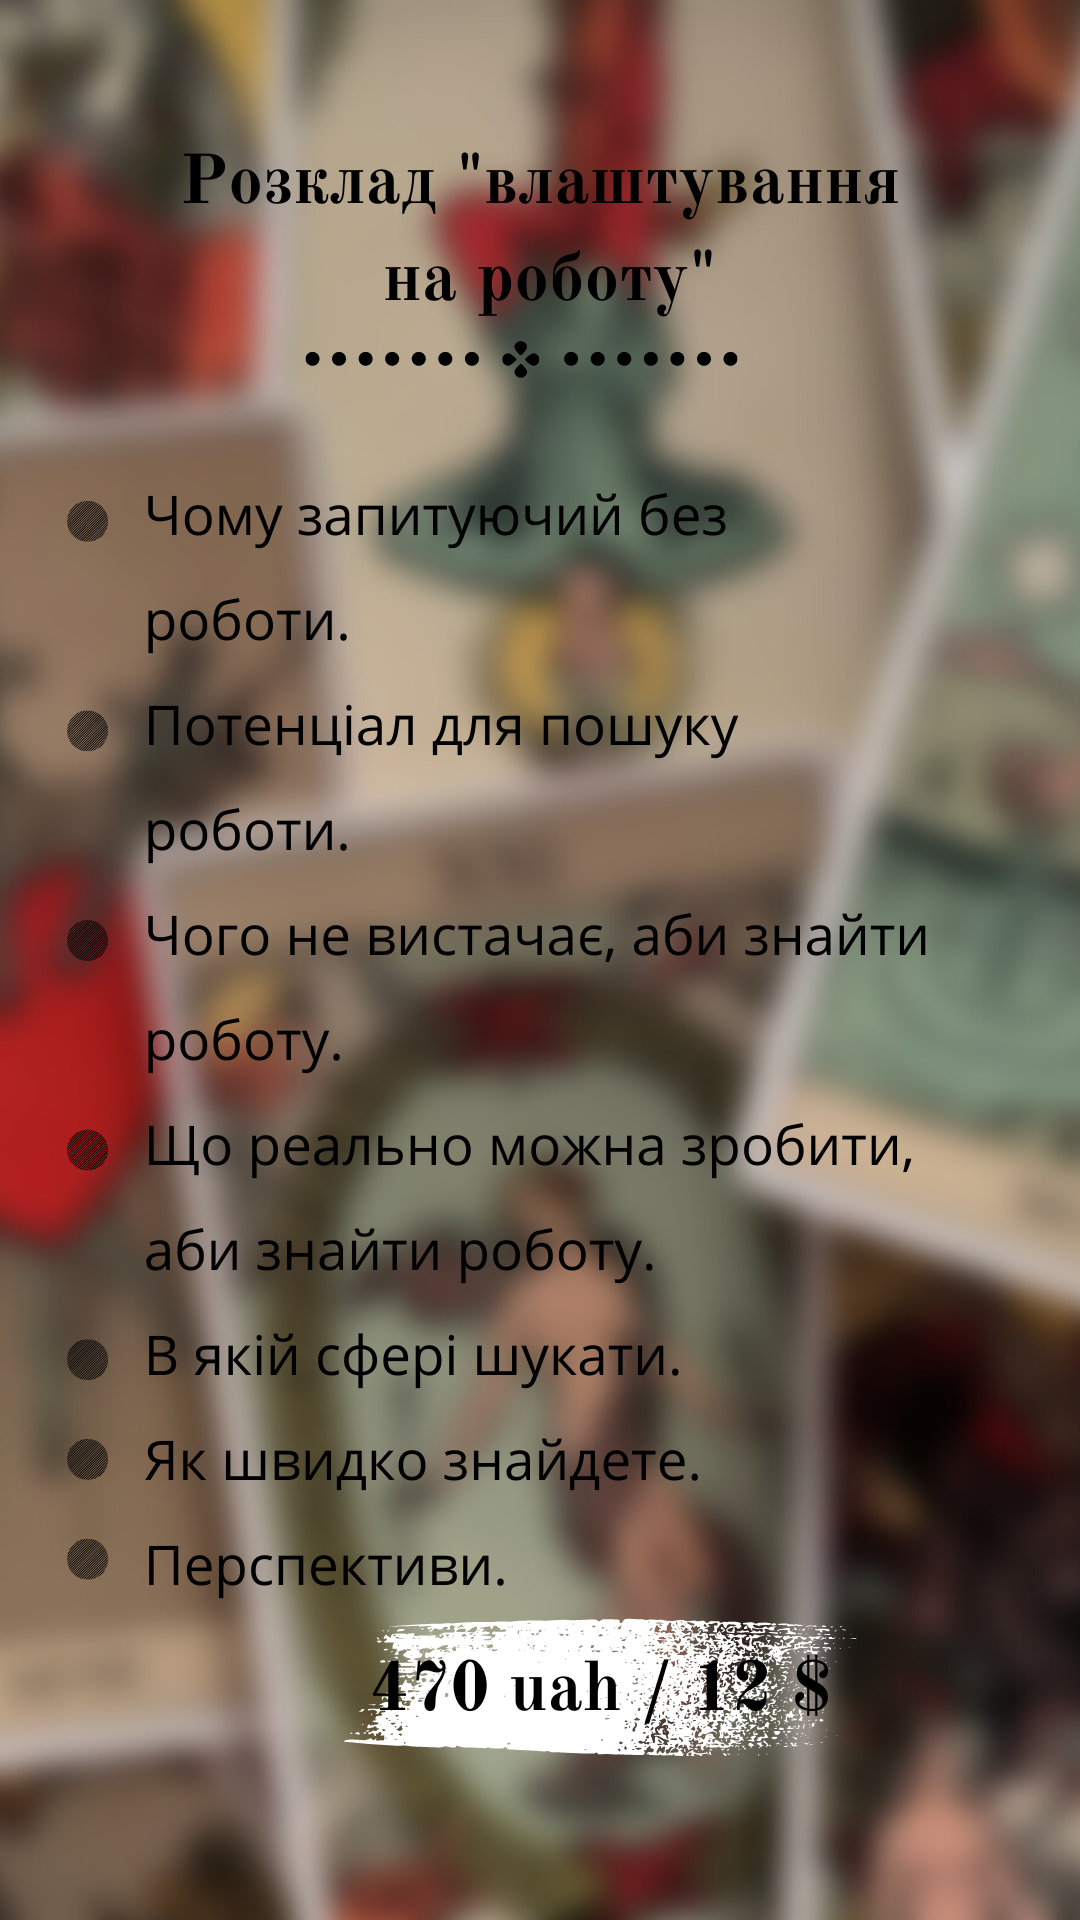 Розклад "влаштування
на роботу"
Чому запитуючий без
роботи.
Потенціал для пошуку
роботи.
Чого не вистачає, аби знайти
роботу.
Що реально можна зробити,
аби знайти роботу.
В якій сфері шукати.
Як швидко знайдете.
Перспективи.
470 uah / 12 $